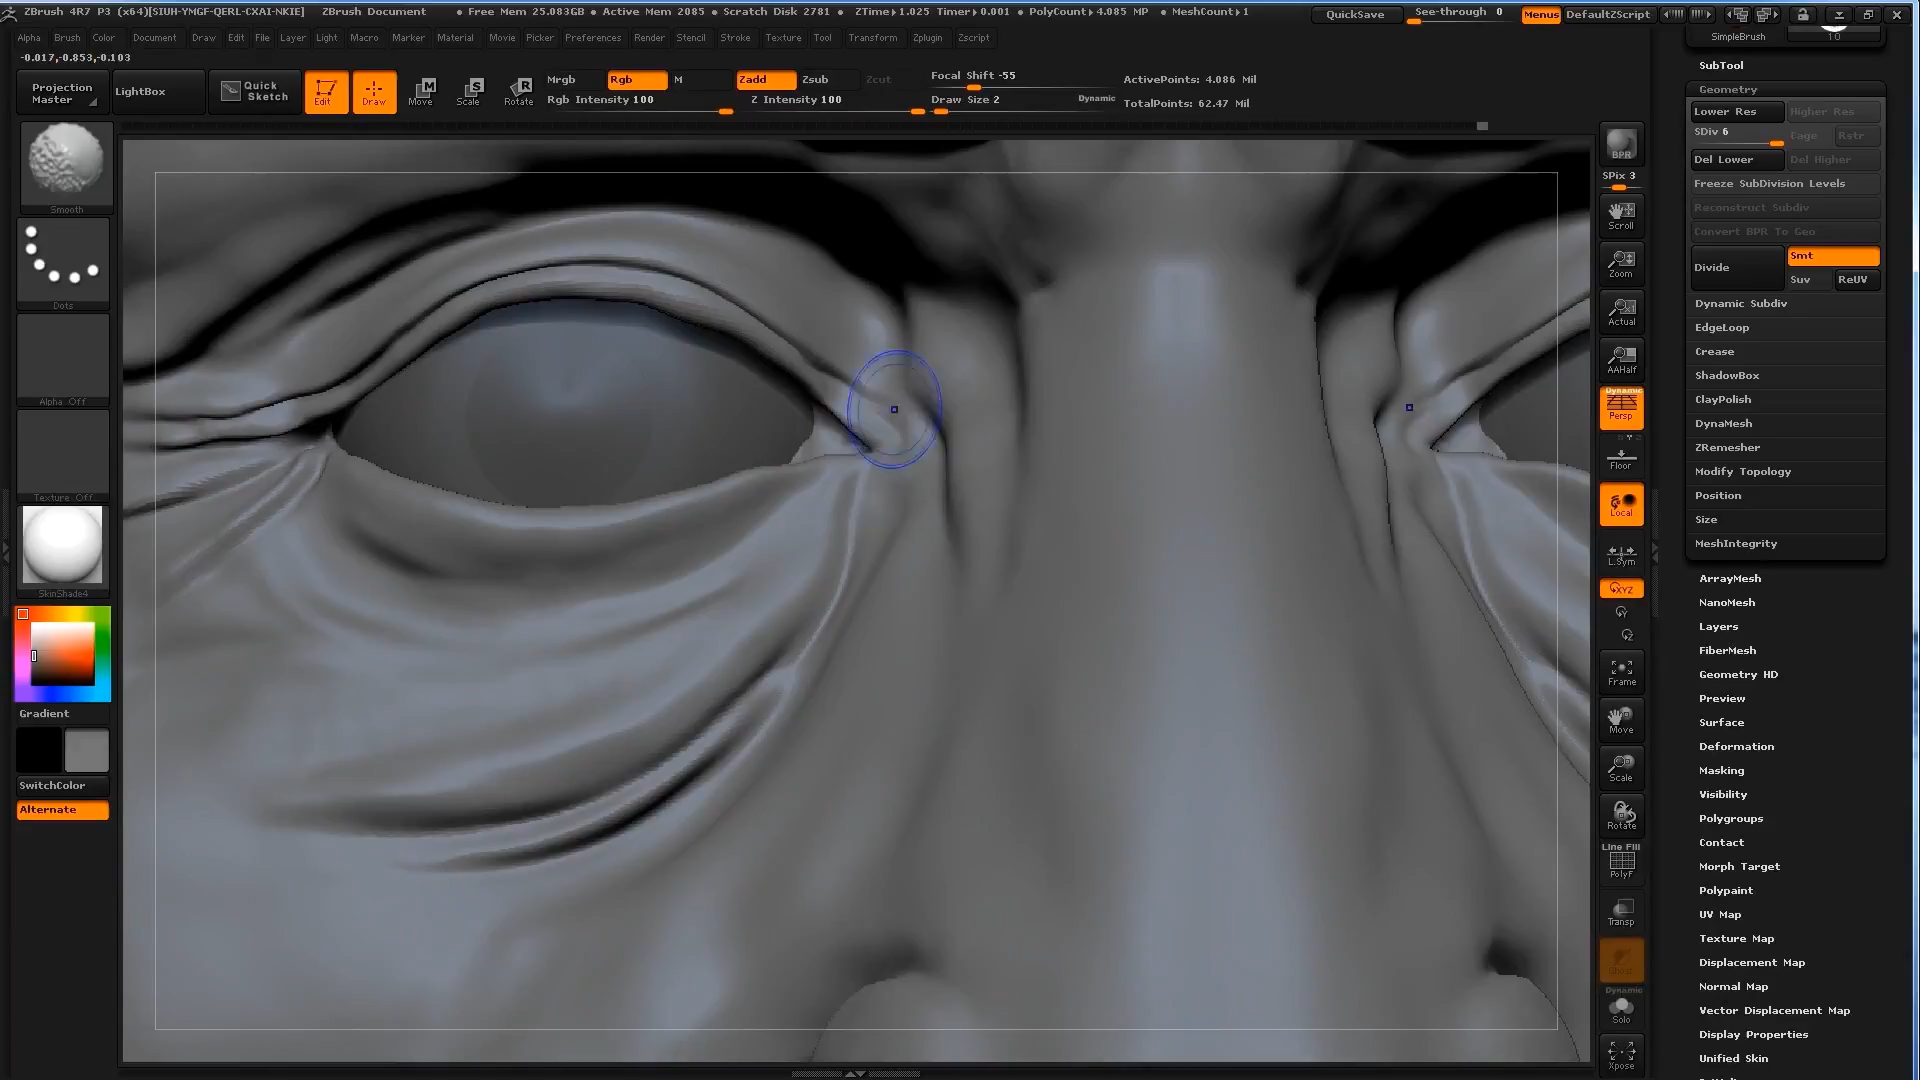 ZBrush 4R7 P3 (x64)[SIUH-YMGF-QERL-CXAI-NKIE] ZBrush Document • Free Mem 25.083GB • Active Mem 2085 • Scratch Disk 2781 • ZTime▸1.025 Timer▸0.001 • PolyCount▸4.085 MP • MeshCount▸1 QuickSave See-through 0 Menus DefaultZScript
Alpha Brush Color Document Draw Edit File Layer Light Macro Marker Material Movie Picker Preferences Render Stencil Stroke Texture Tool Transform Zplugin Zscript
-0.017,-0.853,-0.103
Projection Master
LightBox
Quick Sketch
Edit
Draw
Move
Scale
Rotate
Mrgb Rgb M
Rgb Intensity 100
Zadd Zsub Zcut
Z Intensity 100
Focal Shift -55
Draw Size 2 Dynamic
ActivePoints: 4.086 Mil
TotalPoints: 62.47 Mil
Smooth
Dots
Alpha Off
Texture Off
SkinShade4
Gradient
SwitchColor
Alternate
BPR
SPix 3
Scroll
Zoom
Actual
AAHalf
Dynamic
Persp
Floor
Local
L.Sym
XYZ
Y
Z
Frame
Move
Scale
Rotate
Line Fill
PolyF
Transp
Ghost
Dynamic
Solo
Xpose
SimpleBrush
10
SubTool
Geometry
Lower Res Higher Res
SDiv 6 Cage Rstr
Del Lower Del Higher
Freeze SubDivision Levels
Reconstruct Subdiv
Convert BPR To Geo
Divide Smt
Suv ReUV
Dynamic Subdiv
EdgeLoop
Crease
ShadowBox
ClayPolish
DynaMesh
ZRemesher
Modify Topology
Position
Size
MeshIntegrity
ArrayMesh
NanoMesh
Layers
FiberMesh
Geometry HD
Preview
Surface
Deformation
Masking
Visibility
Polygroups
Contact
Morph Target
Polypaint
UV Map
Texture Map
Displacement Map
Normal Map
Vector Displacement Map
Display Properties
Unified Skin